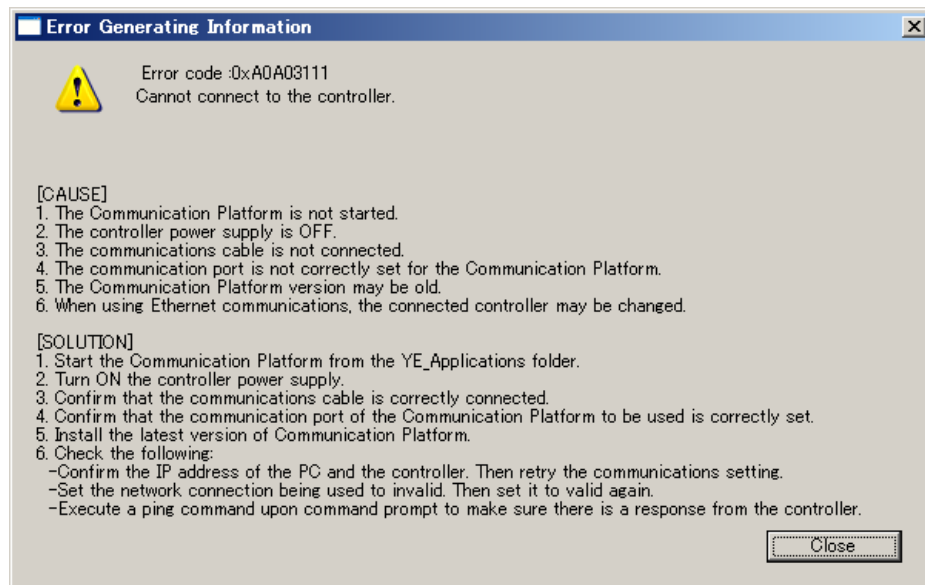 Error Generating Information
Error code :0xA0A03111
Cannot connect to the controller.
[CAUSE]
1. The Communication Platform is not started.
2. The controller power supply is OFF.
3. The communications cable is not connected.
4. The communication port is not correctly set for the Communication Platform.
5. The Communication Platform version may be old.
6. When using Ethernet communications, the connected controller may be changed.
[SOLUTION]
1. Start the Communication Platform from the YE_Applications folder.
2. Turn ON the controller power supply.
3. Confirm that the communications cable is correctly connected.
4. Confirm that the communication port of the Communication Platform to be used is correctly set.
5. Install the latest version of Communication Platform.
6. Check the following:
-Confirm the IP address of the PC and the controller. Then retry the communications setting.
-Set the network connection being used to invalid. Then set it to valid again.
-Execute a ping command upon command prompt to make sure there is a response from the controller.
Close